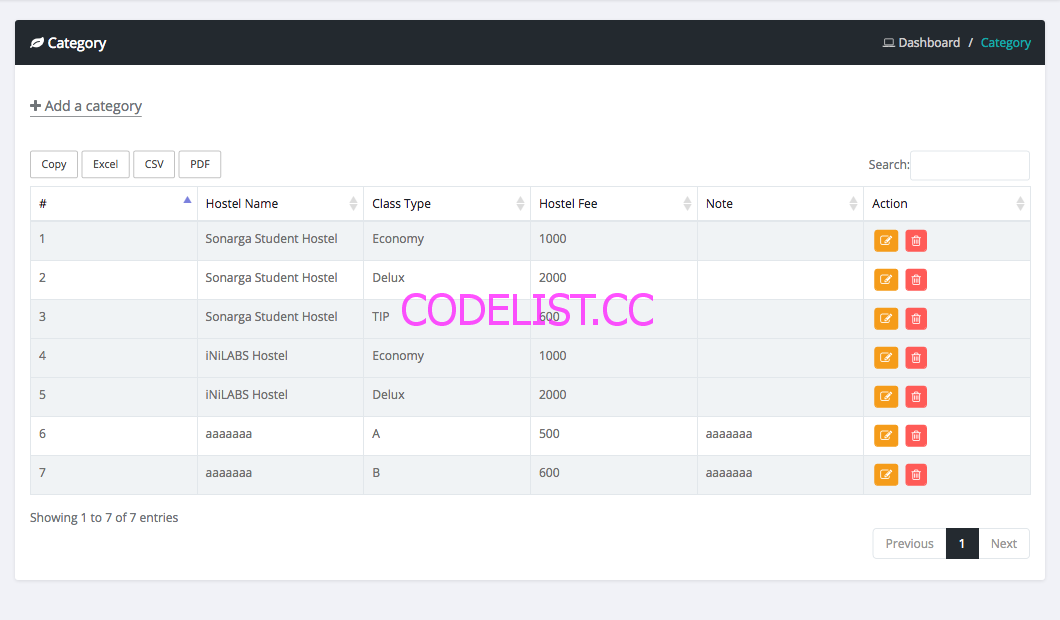 Category Dashboard / Category
Add a category
Copy Excel CSV PDF Search:
# Hostel Name Class Type Hostel Fee Note Action
1 Sonarga Student Hostel Economy 1000
2 Sonarga Student Hostel Delux 2000
CODELIST.CC
3 Sonarga Student Hostel TIP 600
4 iNiLABS Hostel Economy 1000
5 iNiLABS Hostel Delux 2000
6 aaaaaaa A 500 aaaaaaa
7 aaaaaaa B 600 aaaaaaa
Showing 1 to 7 of 7 entries
Previous 1 Next